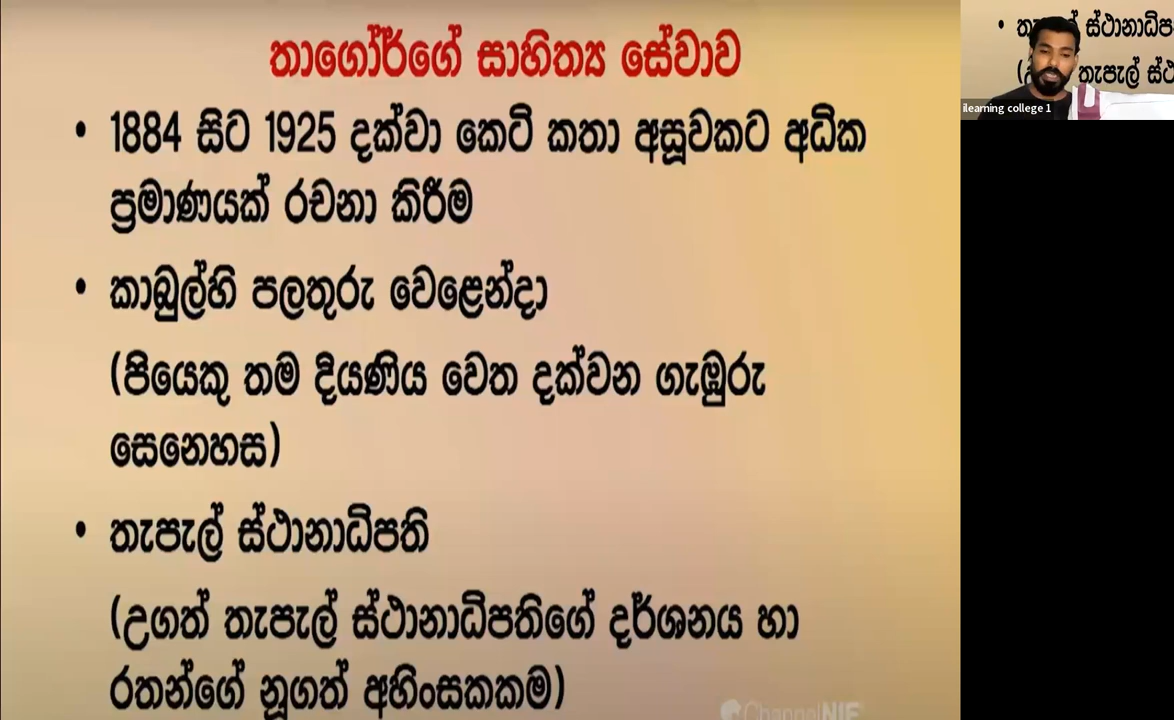 තාගෝර්ගේ සාහිත්‍ය සේවාව
• 1884 සිට 1925 දක්වා කෙටි කතා අසූවකට අධික
ප්‍රමාණයක් රචනා කිරීම
• කාබුල්හි පලතුරු වෙළෙන්දා
(පියෙකු තම දියණිය වෙත දක්වන ගැඹුරු
සෙනෙහස)
• තැපැල් ස්ථානාධිපති
(උගත් තැපැල් ස්ථානාධිපතිගේ දර්ශනය හා
රතන්ගේ නූගත් අහිංසකකම)
ChannelNIE
• ස්ථානාධිප
තැපැල් ස්ථ
ilearning college 1